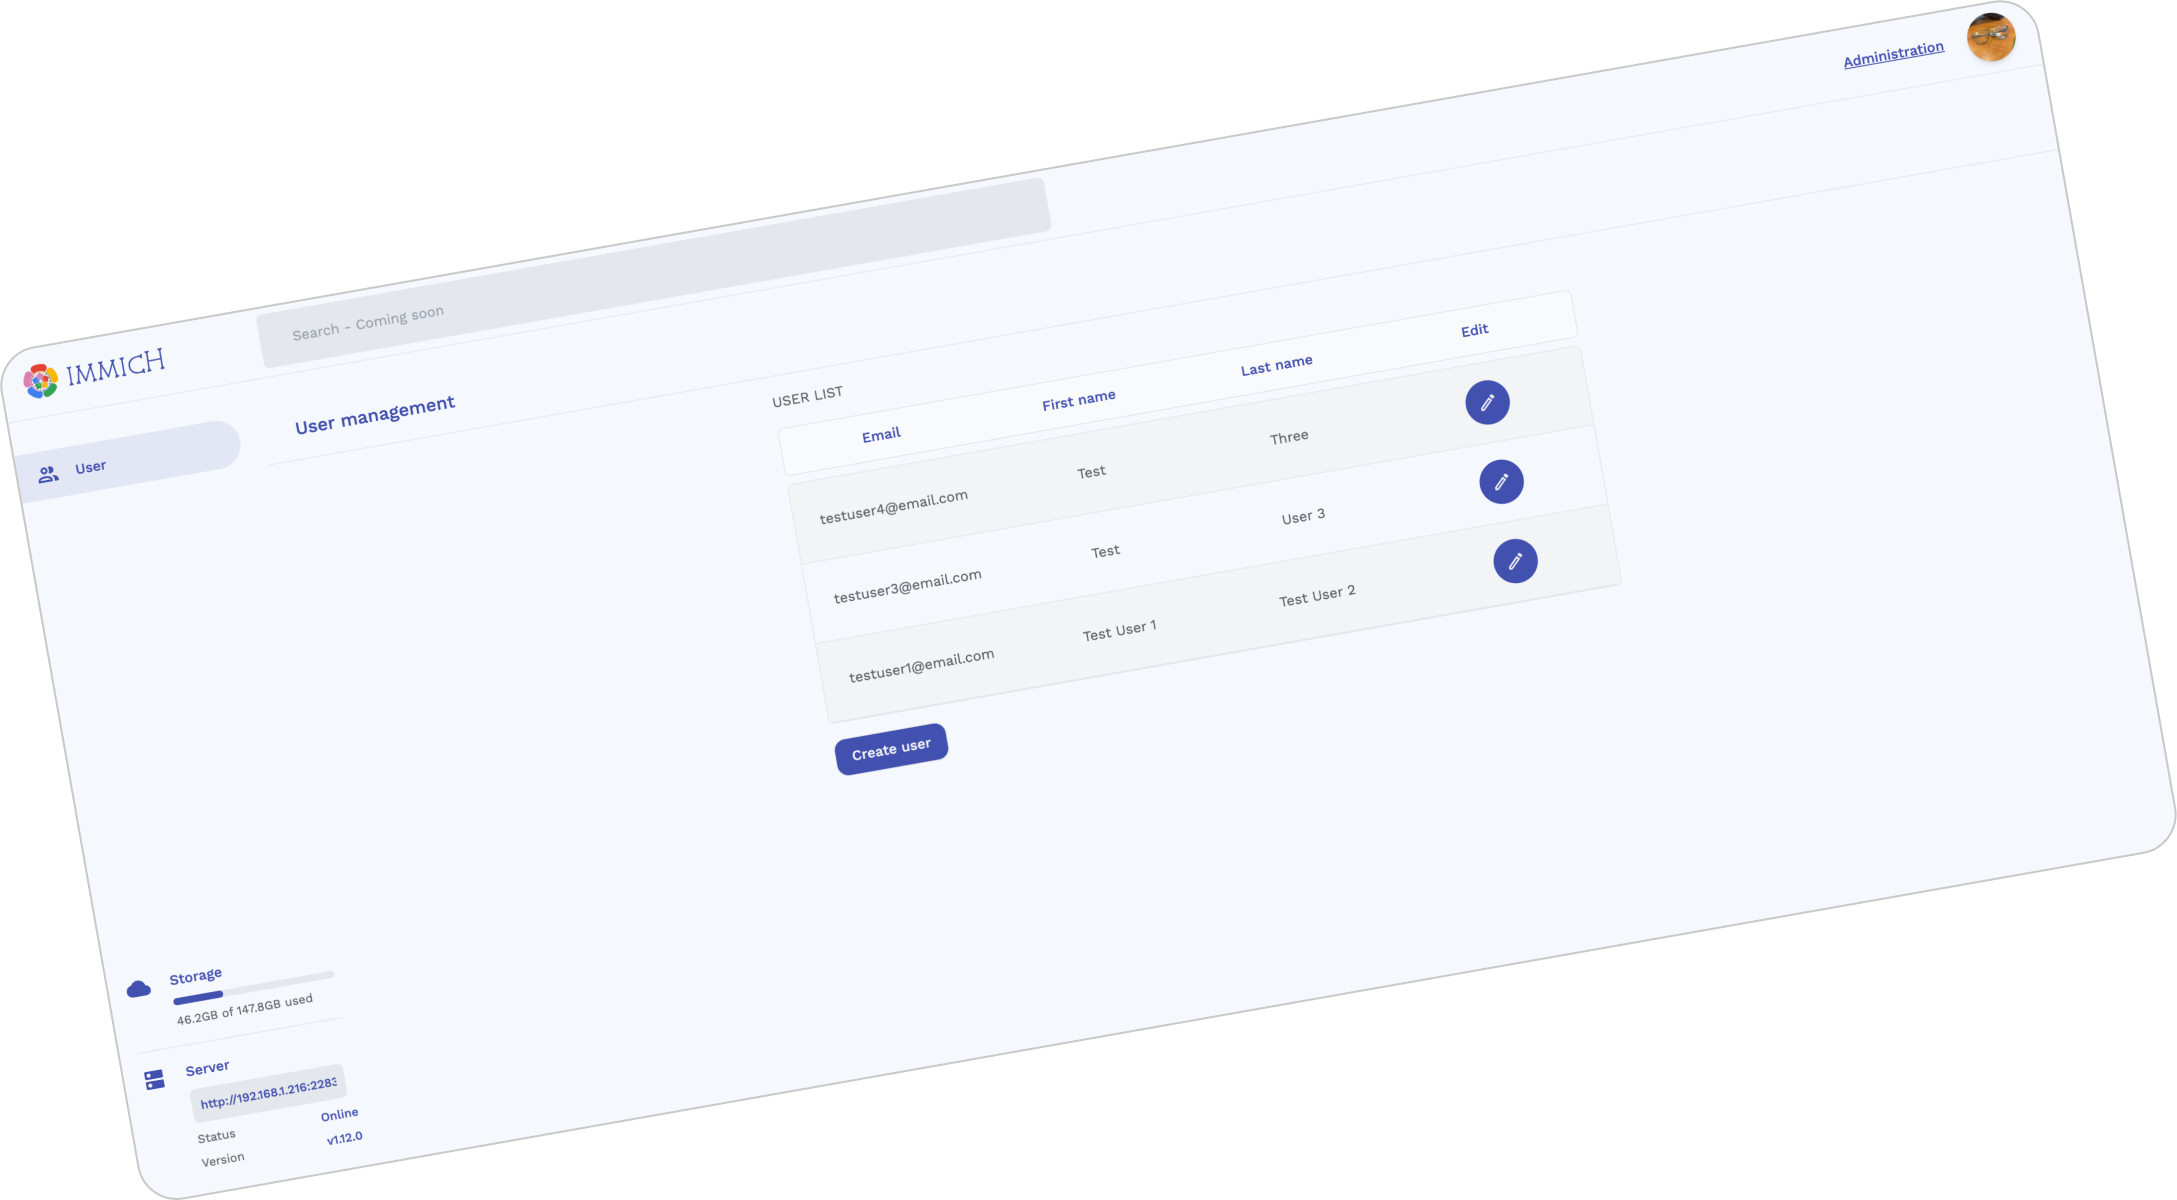 IMMICH
Search - Coming soon
Administration
User
User management
USER LIST
Email First name Last name Edit
testuser4@email.com Test Three
testuser3@email.com Test User 3
testuser1@email.com Test User 1 Test User 2
Create user
Storage
46.2GB of 147.8GB used
Server
http://192.168.1.216:2283
Status Online
Version v1.12.0